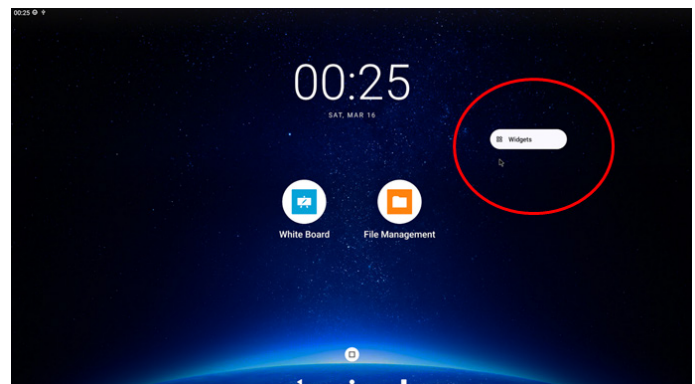 00:25
00:25
SAT, MAR 16
Widgets
White Board
File Management